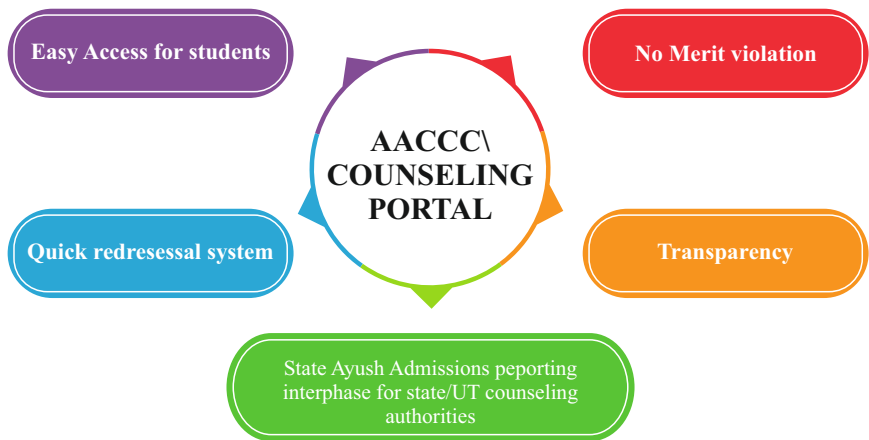 Easy Access for students
No Merit violation
AACCC\
COUNSELING
PORTAL
Quick redresessal system
Transparency
State Ayush Admissions peporting
interphase for state/UT counseling
authorities